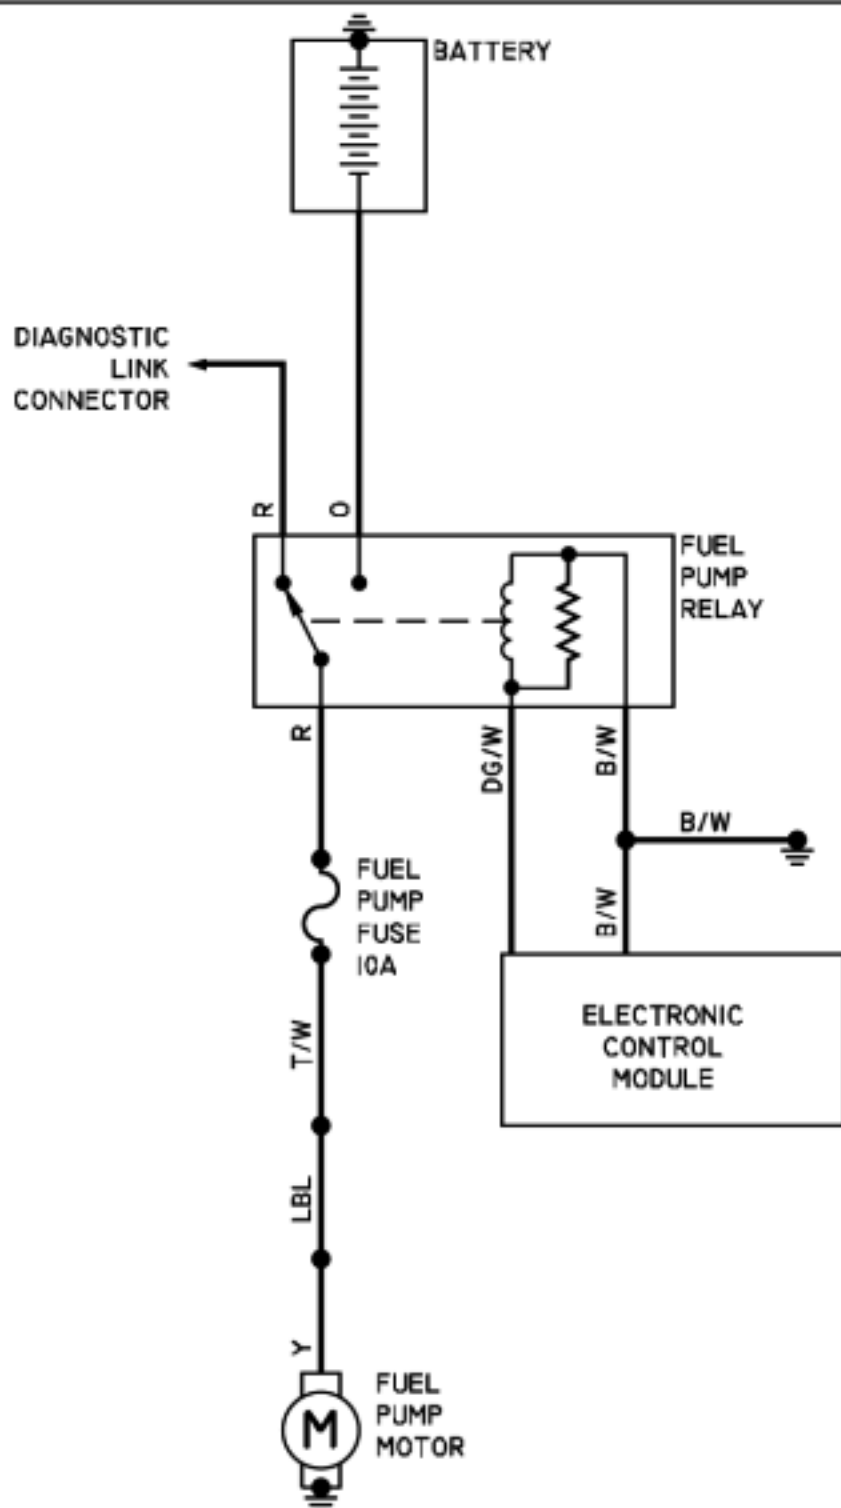 BATTERY
DIAGNOSTIC
LINK
CONNECTOR
R
O
FUEL
PUMP
RELAY
R
DG/W
B/W
B/W
FUEL
PUMP
FUSE
10A
B/W
T/W
ELECTRONIC
CONTROL
MODULE
LBL
Y
M
FUEL
PUMP
MOTOR